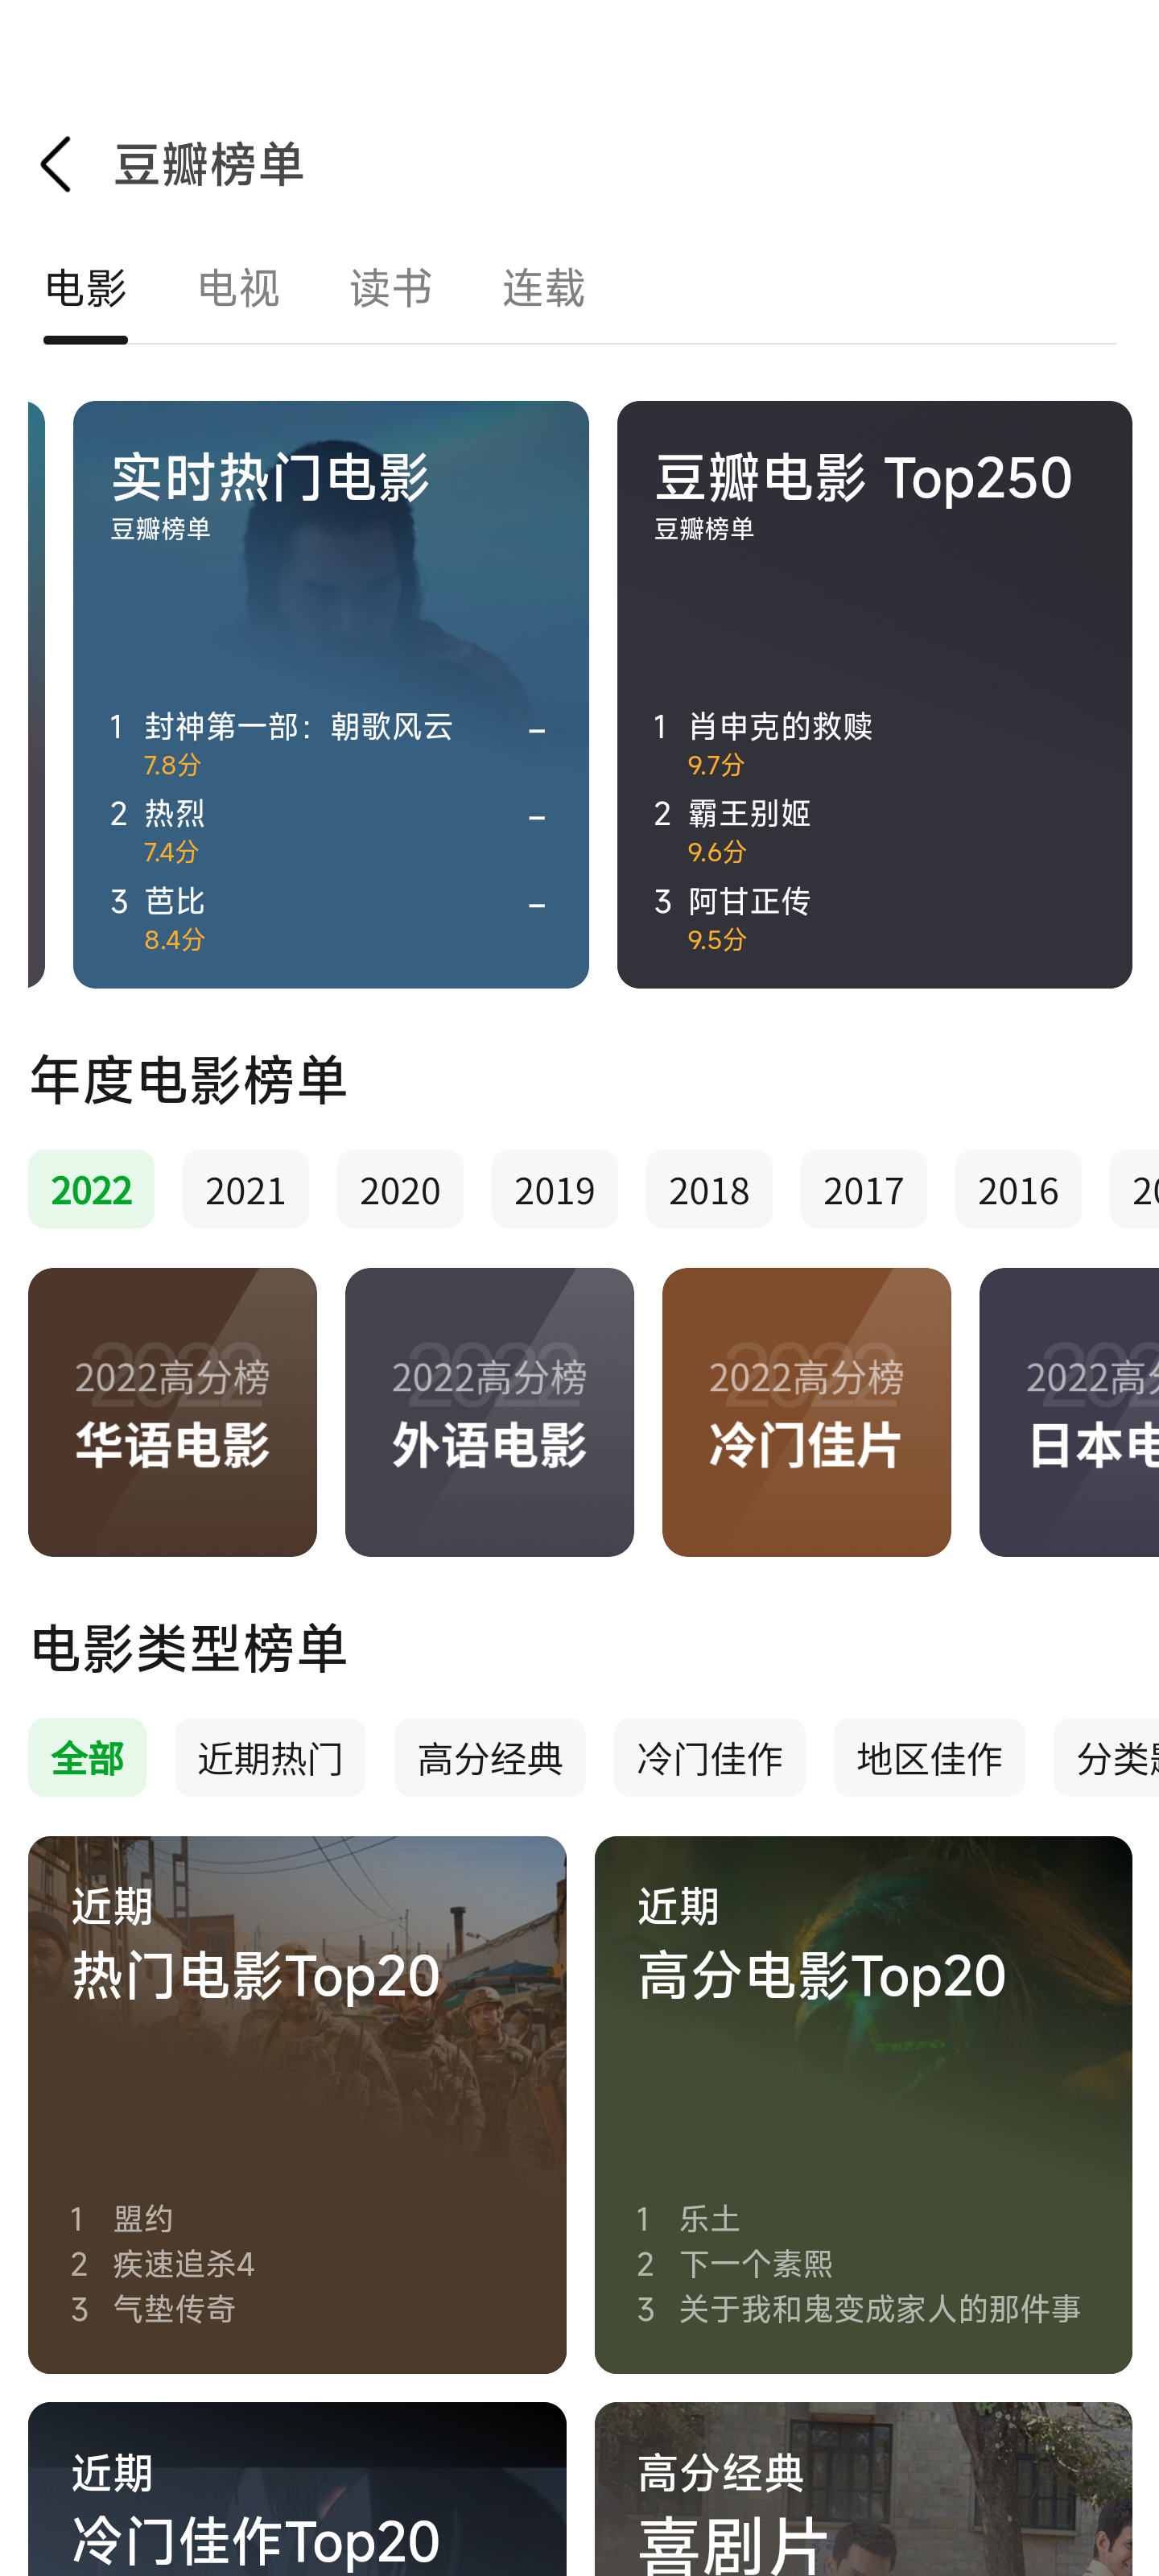 豆瓣榜单
电影 电视 读书 连载
实时热门电影
豆瓣榜单
1 封神第一部：朝歌风云 –
7.8分
2 热烈 –
7.4分
3 芭比 –
8.4分
豆瓣电影 Top250
豆瓣榜单
1 肖申克的救赎
9.7分
2 霸王别姬
9.6分
3 阿甘正传
9.5分
年度电影榜单
2022 2021 2020 2019 2018 2017 2016 20
2022
2022高分榜
华语电影
2022
2022高分榜
外语电影
2022
2022高分榜
冷门佳片
2022高分
日本电
电影类型榜单
全部 近期热门 高分经典 冷门佳作 地区佳作 分类
近期
热门电影Top20
1 盟约
2 疾速追杀4
3 气垫传奇
近期
高分电影Top20
1 乐土
2 下一个素熙
3 关于我和鬼变成家人的那件事
近期
冷门佳作Top20
高分经典
喜剧片